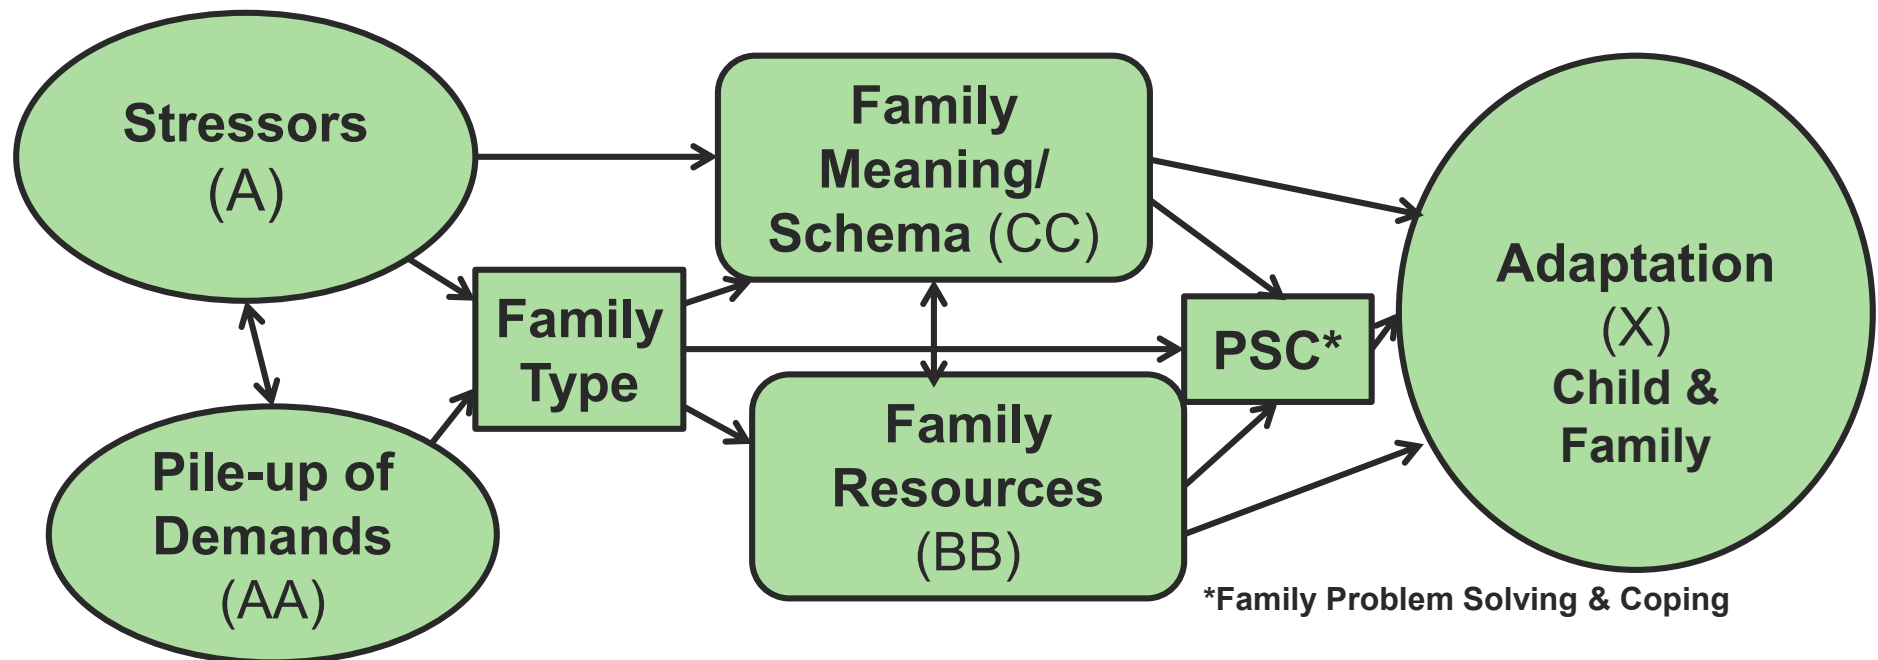 Stressors
(A)
Pile-up of
Demands
(AA)
Family
Type
Family
Meaning/
Schema (CC)
Family
Resources
(BB)
PSC*
Adaptation
(X)
Child &
Family
*Family Problem Solving & Coping